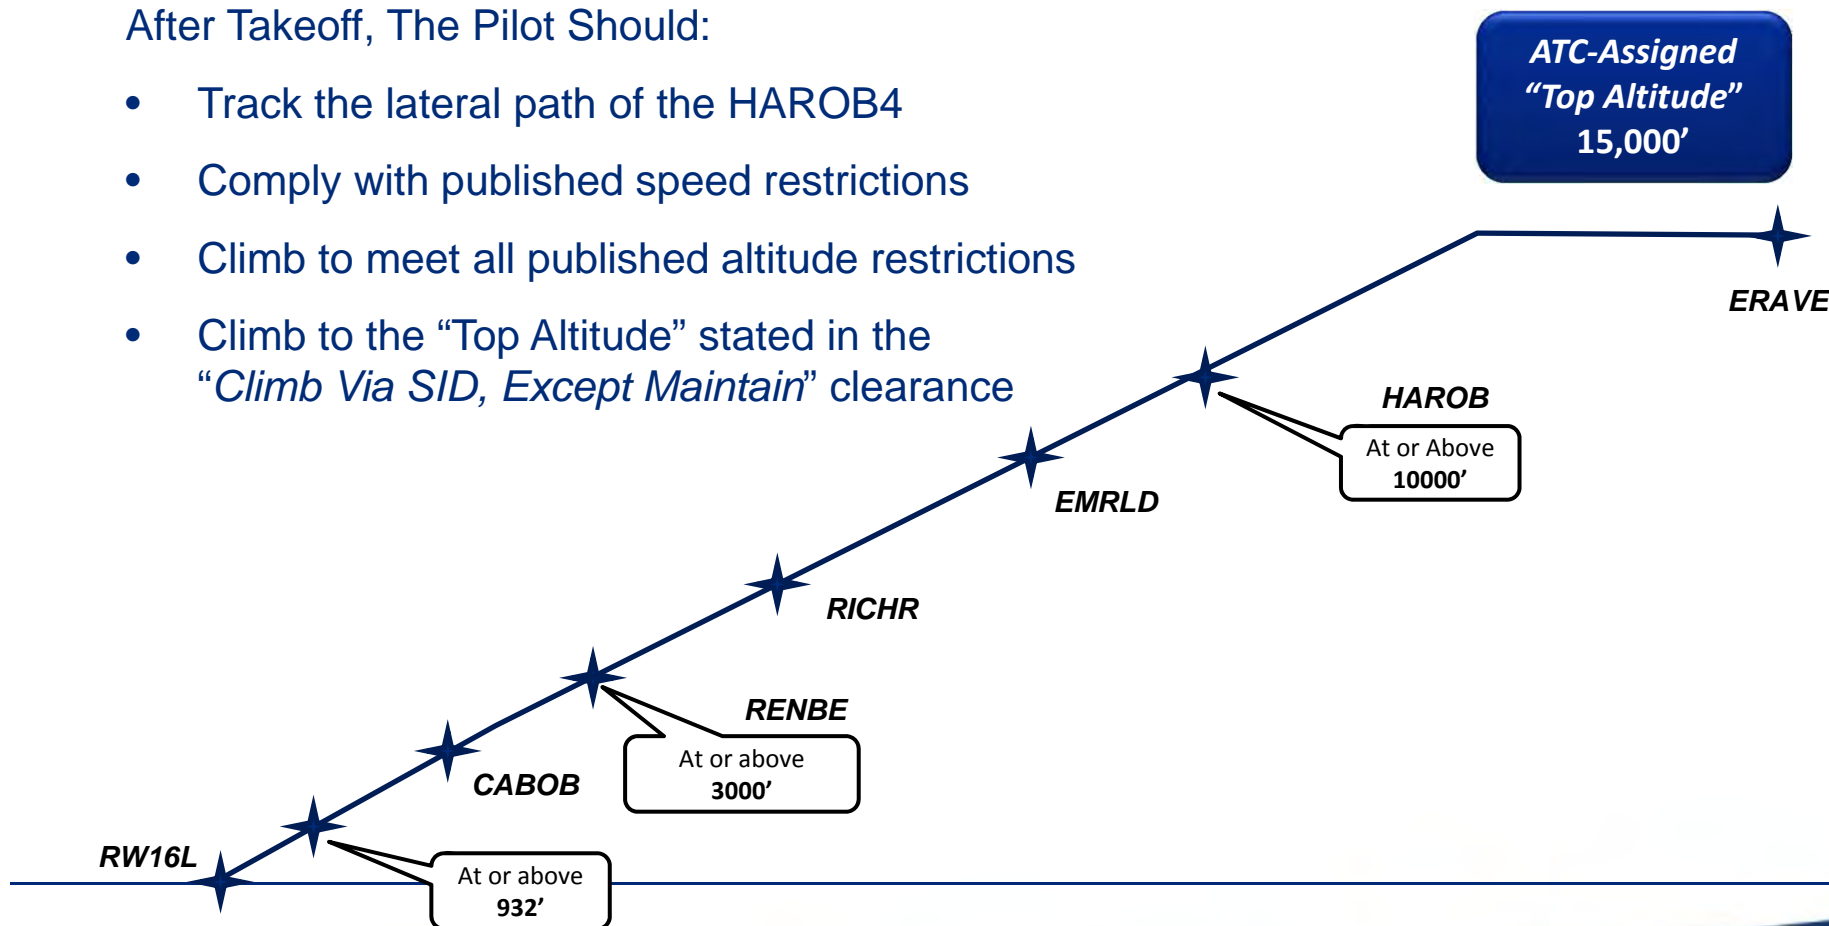 After Takeoff, The Pilot Should:
• Track the lateral path of the HAROB4
• Comply with published speed restrictions
• Climb to meet all published altitude restrictions
• Climb to the “Top Altitude” stated in the
“Climb Via SID, Except Maintain” clearance
ATC-Assigned
“Top Altitude”
15,000’
ERAVE
HAROB
At or Above
10000’
EMRLD
RICHR
RENBE
At or above
3000’
CABOB
RW16L
At or above
932’